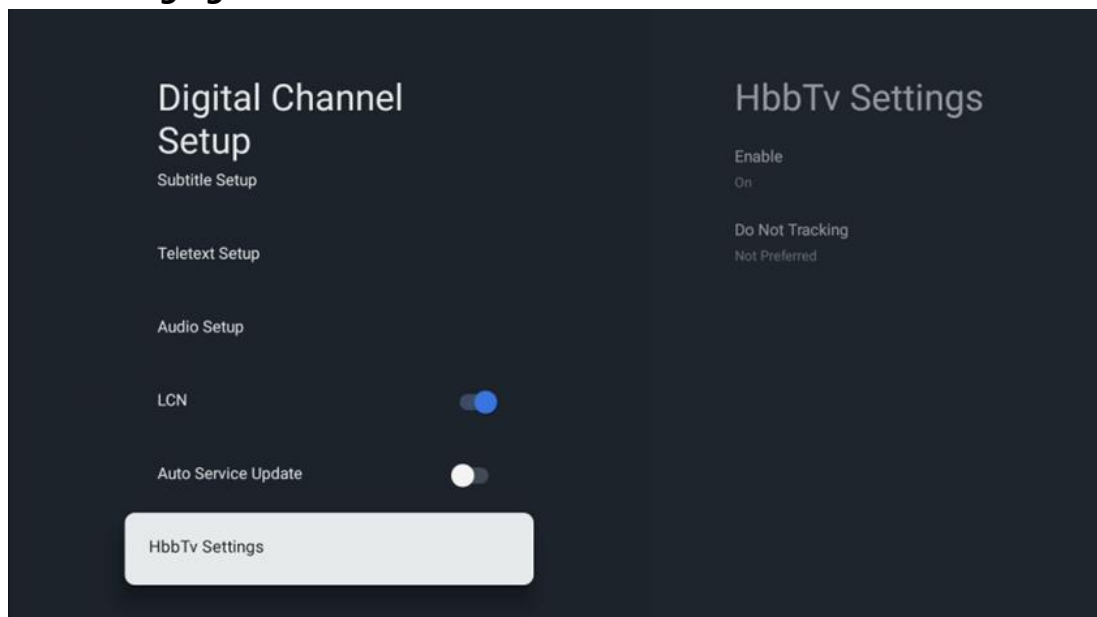 Digital Channel
Setup
Subtitle Setup
Teletext Setup
Audio Setup
LCN
Auto Service Update
HbbTv Settings
HbbTv Settings
Enable
On
Do Not Tracking
Not Preferred